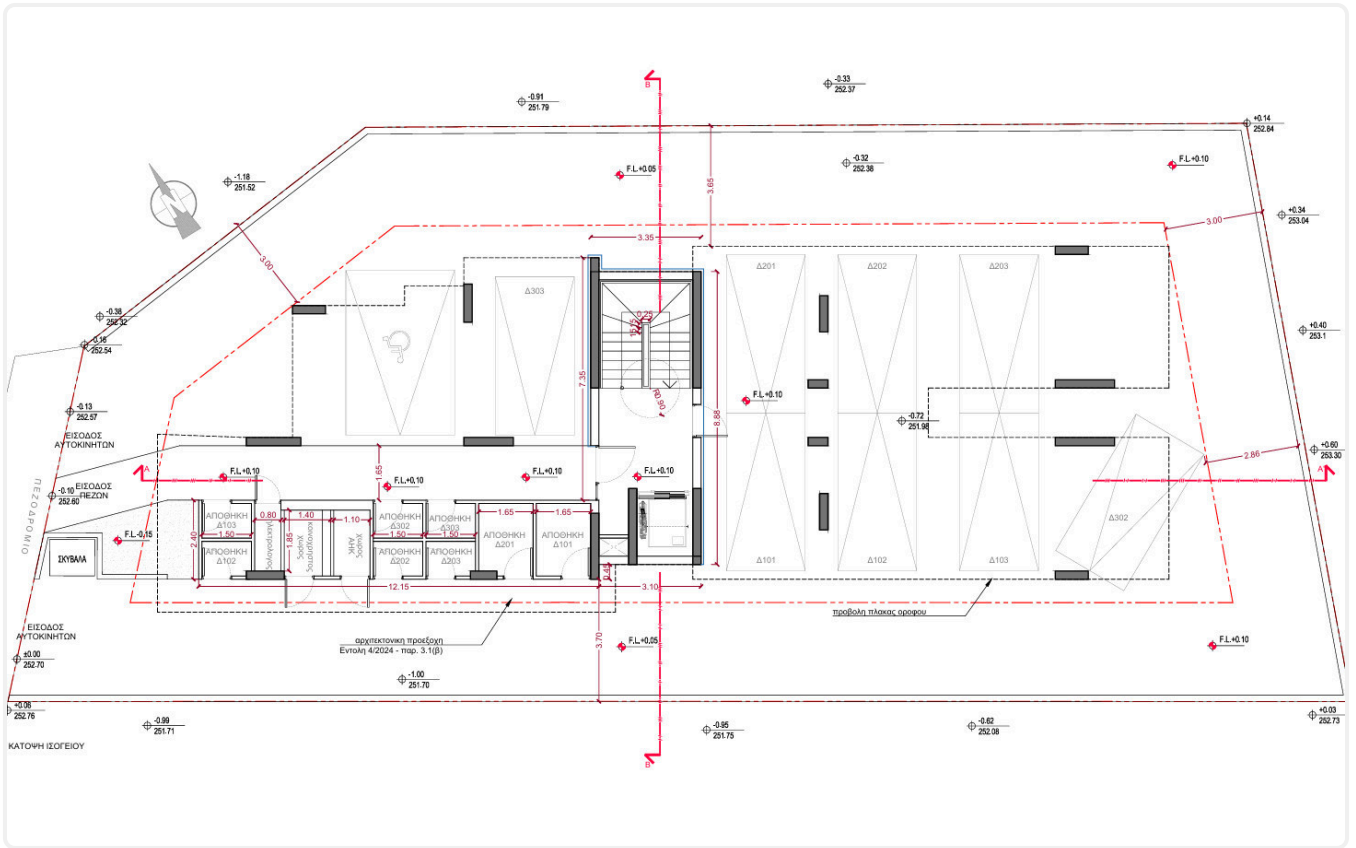 B
-0.33
252.37
-0.91
251.79
+0.14
252.84
-0.32
252.38
F.L.+0.05
F.L.+0.10
-1.18
251.52
3.65
+0.34
253.04
3.00
3.35
3.00
Δ201
Δ202
Δ203
Δ303
0.25
-0.38
252.32
+0.40
253.1
-0.16
252.54
7.35
8.88
F.L.+0.10
-0.13
252.57
-0.72
251.98
ΕΙΣΟΔΟΣ
ΑΥΤΟΚΙΝΗΤΩΝ
+0.60
253.30
2.86
A
F.L.+0.10
F.L.+0.10
F.L.+0.10
F.L.+0.10
A
1.65
ΠΕΖΟΔΡΟΜΙΟ
-0.10
252.60
ΕΙΣΟΔΟΣ
ΠΕΖΩΝ
Δ302
ΑΠΟΘΗΚΗ
Δ103
1.50
0.80
1.40
1.10
ΑΠΟΘΗΚΗ
Δ302
1.50
ΑΠΟΘΗΚΗ
Δ303
1.50
1.65
1.65
ΑΠΟΘΗΚΗ
Δ201
ΑΠΟΘΗΚΗ
Δ101
2.40
1.85
Χωρος
ΑΗΚ
F.L.-0.15
ΣΚΥΒΑΛΑ
ΑΠΟΘΗΚΗ
Δ102
ΑΠΟΘΗΚΗ
Δ202
ΑΠΟΘΗΚΗ
Δ203
Δ101
Δ102
Δ103
0.45
12.15
3.10
προβολη πλακας οροφου
ΕΙΣΟΔΟΣ
ΑΥΤΟΚΙΝΗΤΩΝ
αρχιτεκτονικη προεξοχη
Εντολη 4/2024 - παρ. 3.1(β)
3.70
F.L.+0.05
F.L.+0.10
±0.00
252.70
-1.00
251.70
+0.06
252.76
-0.99
251.71
-0.95
251.75
-0.62
252.08
+0.03
252.73
ΚΑΤΟΨΗ ΙΣΟΓΕΙΟΥ
B